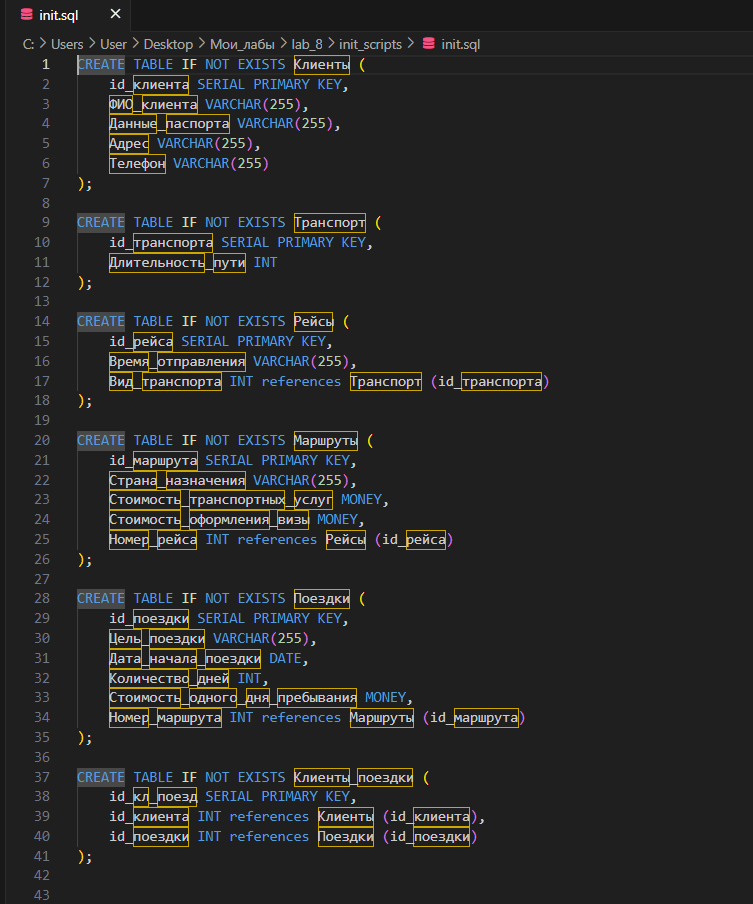 init.sql
C: > Users > User > Desktop > Мои_лабы > lab_8 > init_scripts > init.sql
1 CREATE TABLE IF NOT EXISTS Клиенты (
2     id_клиента SERIAL PRIMARY KEY,
3     ФИО_клиента VARCHAR(255),
4     Данные_паспорта VARCHAR(255),
5     Адрес VARCHAR(255),
6     Телефон VARCHAR(255)
7 );
8
9 CREATE TABLE IF NOT EXISTS Транспорт (
10     id_транспорта SERIAL PRIMARY KEY,
11     Длительность_пути INT
12 );
13
14 CREATE TABLE IF NOT EXISTS Рейсы (
15     id_рейса SERIAL PRIMARY KEY,
16     Время_отправления VARCHAR(255),
17     Вид_транспорта INT references Транспорт (id_транспорта)
18 );
19
20 CREATE TABLE IF NOT EXISTS Маршруты (
21     id_маршрута SERIAL PRIMARY KEY,
22     Страна_назначения VARCHAR(255),
23     Стоимость_транспортных_услуг MONEY,
24     Стоимость_оформления_визы MONEY,
25     Номер_рейса INT references Рейсы (id_рейса)
26 );
27
28 CREATE TABLE IF NOT EXISTS Поездки (
29     id_поездки SERIAL PRIMARY KEY,
30     Цель_поездки VARCHAR(255),
31     Дата_начала_поездки DATE,
32     Количество_дней INT,
33     Стоимость_одного_дня_пребывания MONEY,
34     Номер_маршрута INT references Маршруты (id_маршрута)
35 );
36
37 CREATE TABLE IF NOT EXISTS Клиенты_поездки (
38     id_кл_поезд SERIAL PRIMARY KEY,
39     id_клиента INT references Клиенты (id_клиента),
40     id_поездки INT references Поездки (id_поездки)
41 );
42
43